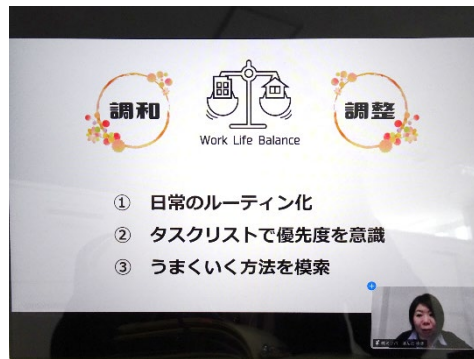 調和
調整
Work Life Balance
① 日常のルーティン化
② タスクリストで優先度を意識
③ うまくいく方法を模索